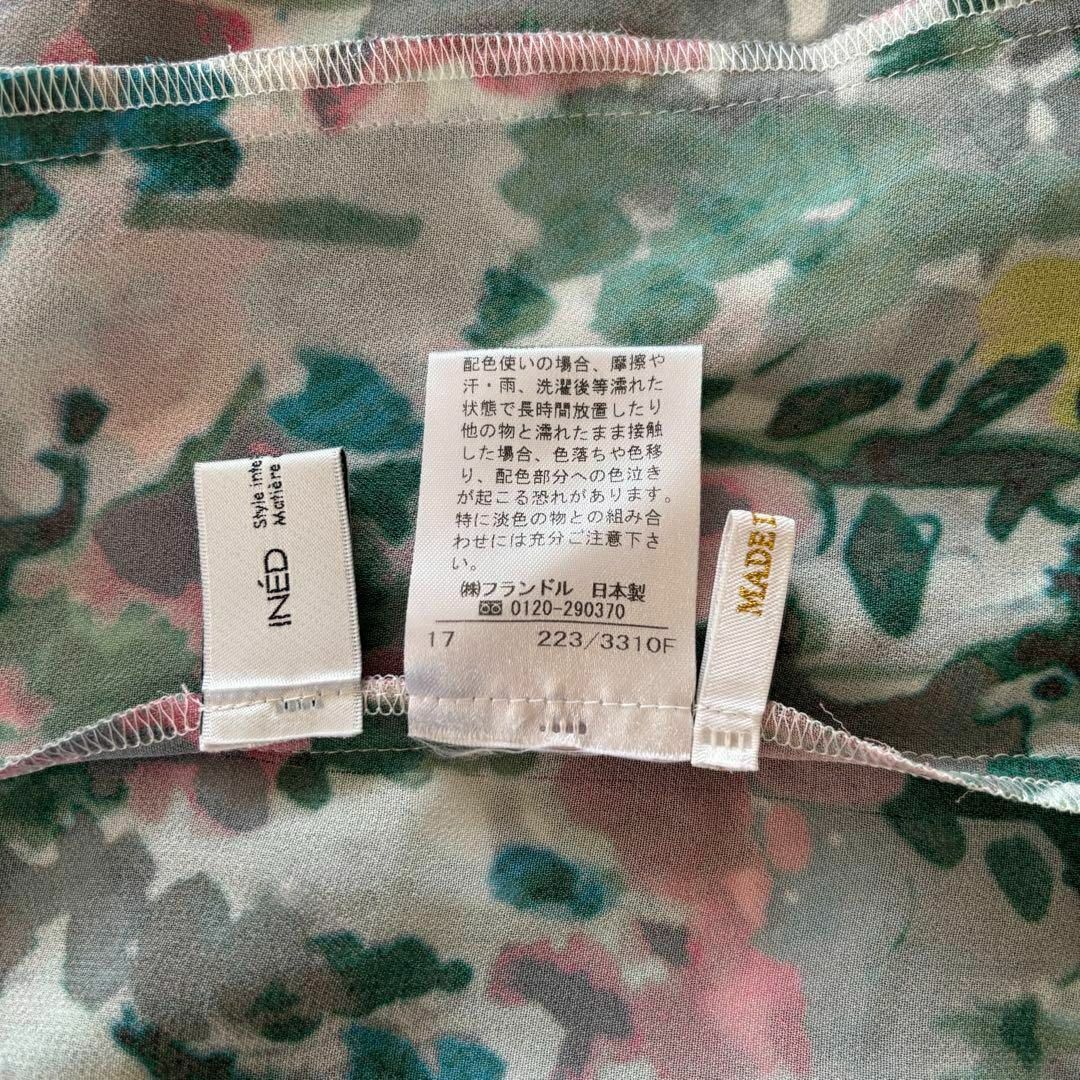 INÉD
Style inte
Matière
配色使いの場合、摩擦や
汗・雨、洗濯後等濡れた
状態で長時間放置したり
他の物と濡れたまま接触
した場合、色落ちや色移
り、配色部分への色泣き
が起こる恐れがあります。
特に淡色の物との組み合
わせには充分ご注意下さ
い。
㈱フランドル 日本製
0120-290370
17 223/3310F
MADE I